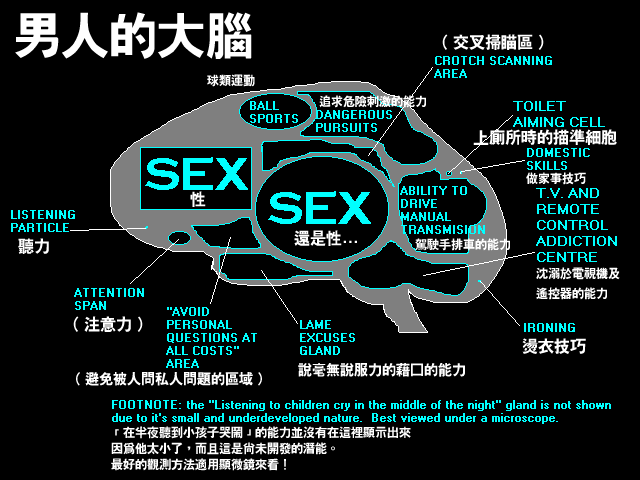 男人的大腦
球類運動
BALL
SPORTS
追求危險刺激的能力
DANGEROUS
PURSUITS
( 交叉掃瞄區 )
CROTCH SCANNING
AREA
TOILET
AIMING CELL
上廁所時的描準細胞
DOMESTIC
SKILLS
做家事技巧
SEX
性
SEX
還是性...
ABILITY TO
DRIVE
MANUAL
TRANSMISION
駕駛手排車的能力
T.V. AND
REMOTE
CONTROL
ADDICTION
CENTRE
沈溺於電視機及
遙控器的能力
LISTENING
PARTICLE
聽力
ATTENTION
SPAN
( 注意力 )
"AVOID
PERSONAL
QUESTIONS AT
ALL COSTS"
AREA
( 避免被人問私人問題的區域 )
LAME
EXCUSES
GLAND
說毫無說服力的藉口的能力
IRONING
燙衣技巧
FOOTNOTE: the "Listening to children cry in the middle of the night" gland is not shown
due to it's small and underdeveloped nature. Best viewed under a microscope.
「在半夜聽到小孩子哭鬧」的能力並沒有在這裡顯示出來
因為他太小了，而且這是尚未開發的潛能。
最好的觀測方法適用顯微鏡來看！